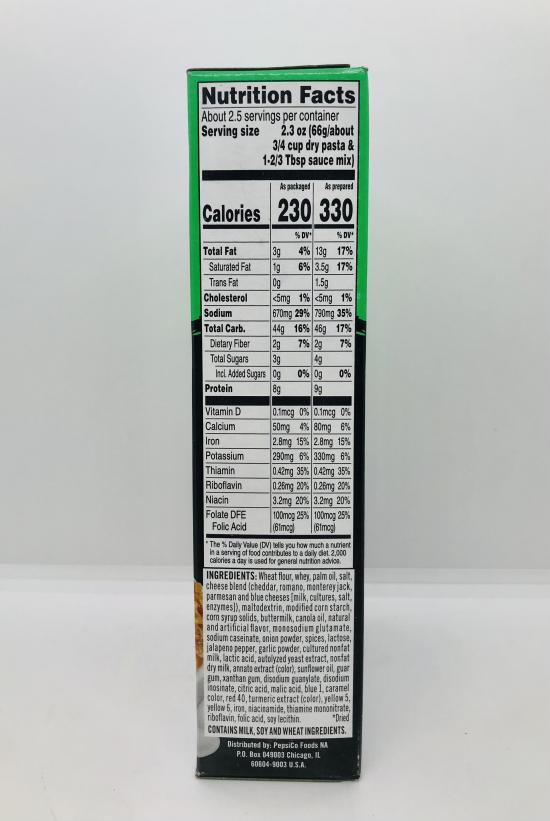 Nutrition Facts
About 2.5 servings per container
Serving size 2.3 oz (66g/about
3/4 cup dry pasta &
1-2/3 Tbsp sauce mix)
As packaged As prepared
Calories 230 330
% DV* % DV*
Total Fat 3g 4% 13g 17%
Saturated Fat 1g 6% 3.5g 17%
Trans Fat 0g 1.5g
Cholesterol <5mg 1% <5mg 1%
Sodium 670mg 29% 790mg 35%
Total Carb. 44g 16% 46g 17%
Dietary Fiber 2g 7% 2g 7%
Total Sugars 3g 4g
Incl. Added Sugars 0g 0% 0g 0%
Protein 8g 9g
Vitamin D 0.1mcg 0% 0.1mcg 0%
Calcium 50mg 4% 80mg 6%
Iron 2.8mg 15% 2.8mg 15%
Potassium 290mg 6% 330mg 6%
Thiamin 0.42mg 35% 0.42mg 35%
Riboflavin 0.26mg 20% 0.26mg 20%
Niacin 3.2mg 20% 3.2mg 20%
Folate DFE 100mcg 25% 100mcg 25%
Folic Acid (61mcg) (61mcg)
* The % Daily Value (DV) tells you how much a nutrient
in a serving of food contributes to a daily diet. 2,000
calories a day is used for general nutrition advice.
INGREDIENTS: Wheat flour, whey, palm oil, salt,
cheese blend (cheddar, romano, monterey jack,
parmesan and blue cheeses [milk, cultures, salt,
enzymes]), maltodextrin, modified corn starch,
corn syrup solids, buttermilk, canola oil, natural
and artificial flavor, monosodium glutamate,
sodium caseinate, onion powder, spices, lactose,
jalapeno pepper, garlic powder, cultured nonfat
milk, lactic acid, autolyzed yeast extract, nonfat
dry milk, annato extract (color), sunflower oil, guar
gum, xanthan gum, disodium guanylate, disodium
inosinate, citric acid, malic acid, blue 1, caramel
color, red 40, turmeric extract (color), yellow 5,
yellow 6, iron, niacinamide, thiamine mononitrate,
riboflavin, folic acid, soy lecithin. *Dried
CONTAINS MILK, SOY AND WHEAT INGREDIENTS.
Distributed by: PepsiCo Foods NA
P.O. Box 049003 Chicago, IL
60604-9003 U.S.A.